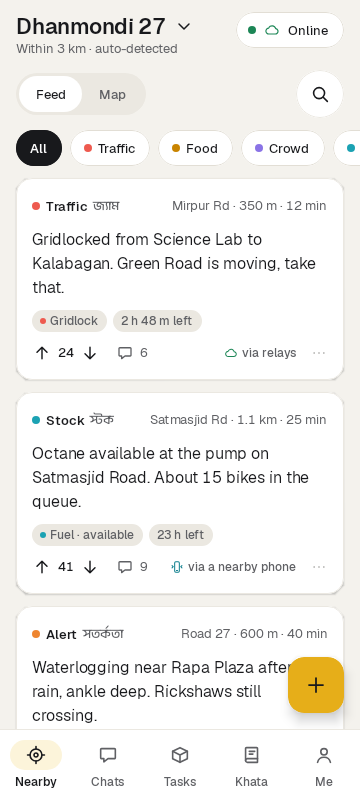 Dhanmondi 27
Within 3 km · auto-detected
Online
Feed Map
All Traffic Food Crowd
Traffic জ্যাম Mirpur Rd · 350 m · 12 min
Gridlocked from Science Lab to
Kalabagan. Green Road is moving, take
that.
Gridlock 2 h 48 m left
24 6 via relays ···
Stock স্টক Satmasjid Rd · 1.1 km · 25 min
Octane available at the pump on
Satmasjid Road. About 15 bikes in the
queue.
Fuel · available 23 h left
41 9 via a nearby phone ···
Alert সতর্কতা Road 27 · 600 m · 40 min
Waterlogging near Rapa Plaza after
rain, ankle deep. Rickshaws still
crossing.
Nearby Chats Tasks Khata Me